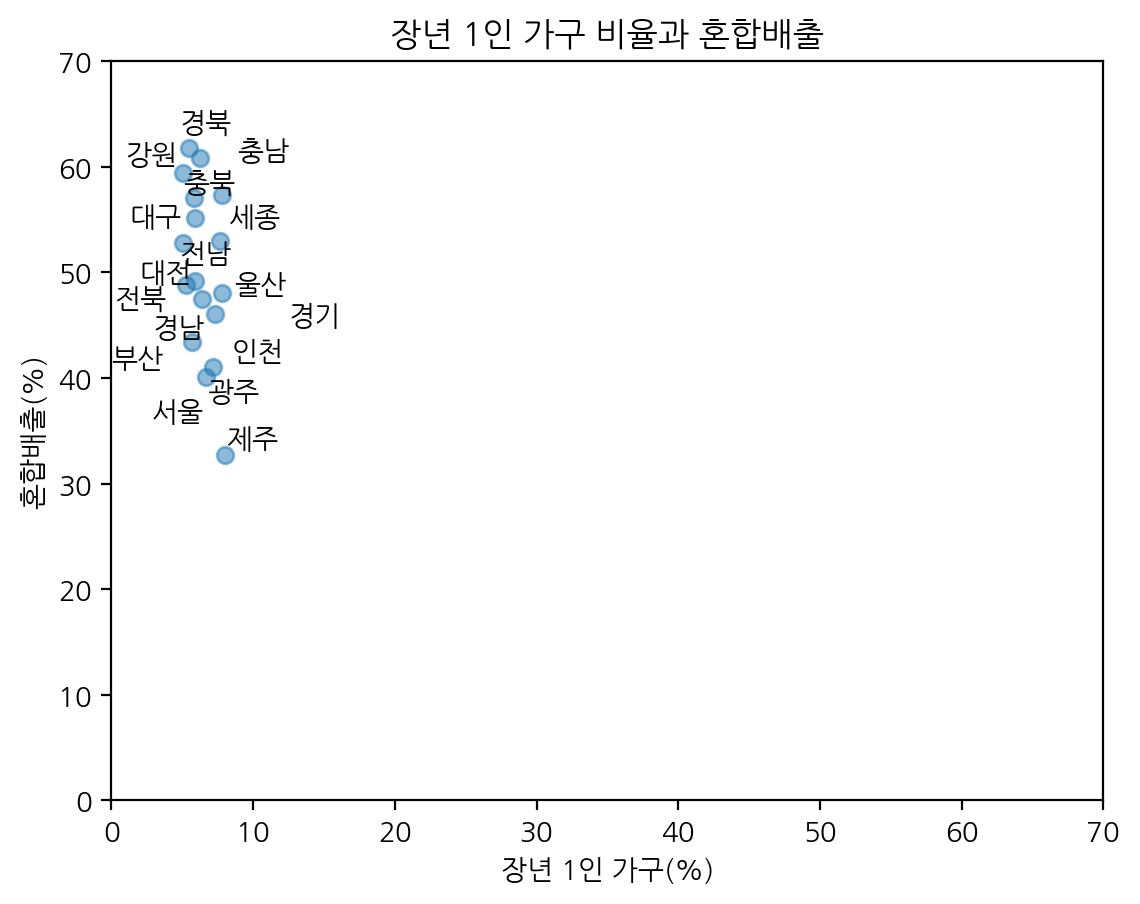 장년 1인 가구 비율과 혼합배출
70
60
50
40
30
20
10
0
혼합배출(%)
경북
충남
강원
충북
대구
세종
전남
대전
울산
전북
경기
경남
인천
부산
광주
서울
제주
0 10 20 30 40 50 60 70
장년 1인 가구(%)